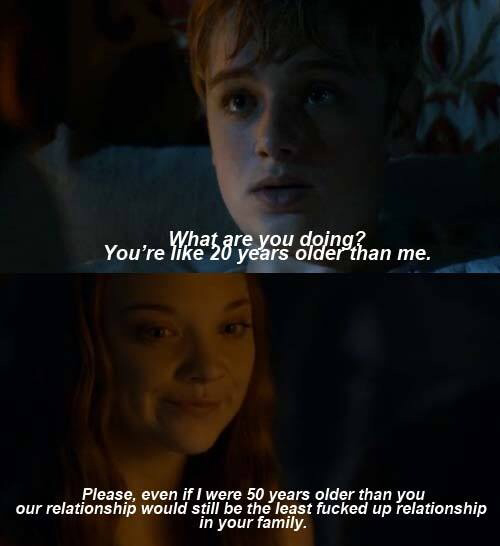 What are you doing?
You're like 20 years older than me.
Please, even if I were 50 years older than you
our relationship would still be the least fucked up relationship
in your family.